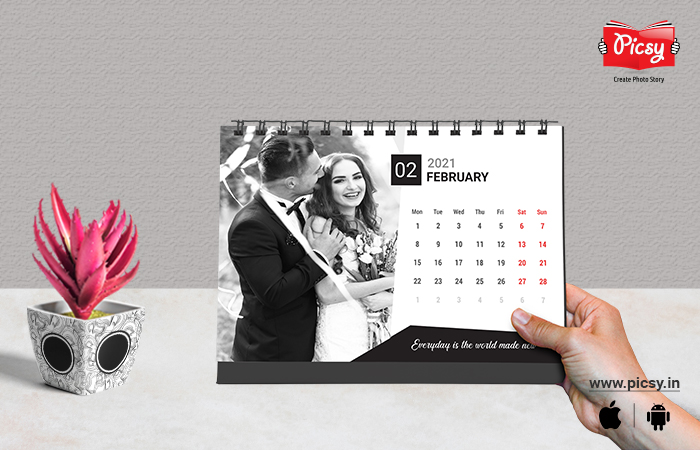 Picsy
Create Photo Story
02
2021
FEBRUARY
Mon Tue Wed Thu Fri Sat Sun
1 2 3 4 5 6 7
8 9 10 11 12 13 14
15 16 17 18 19 20 21
22 23 24 25 26 27 28
1 2 3 4 5 6 7
Everyday is the world made new
www.picsy.in